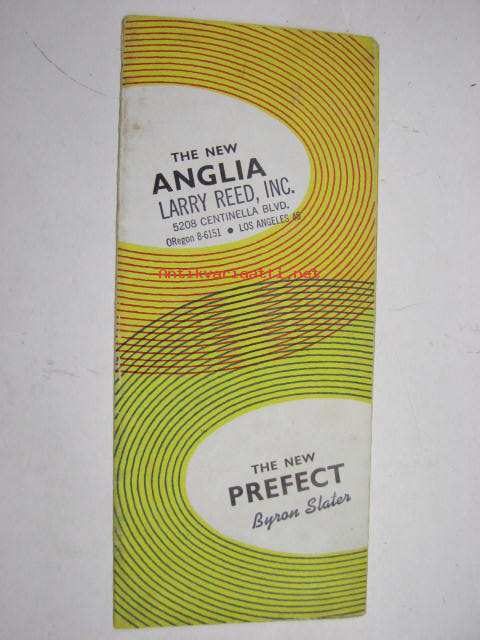 THE NEW
ANGLIA
LARRY REED, INC.
5208 CENTINELLA BLVD.
ORegon 8-6151 • LOS ANGELES 45
Antikvariaatti.net
THE NEW
PREFECT
Byron Slater